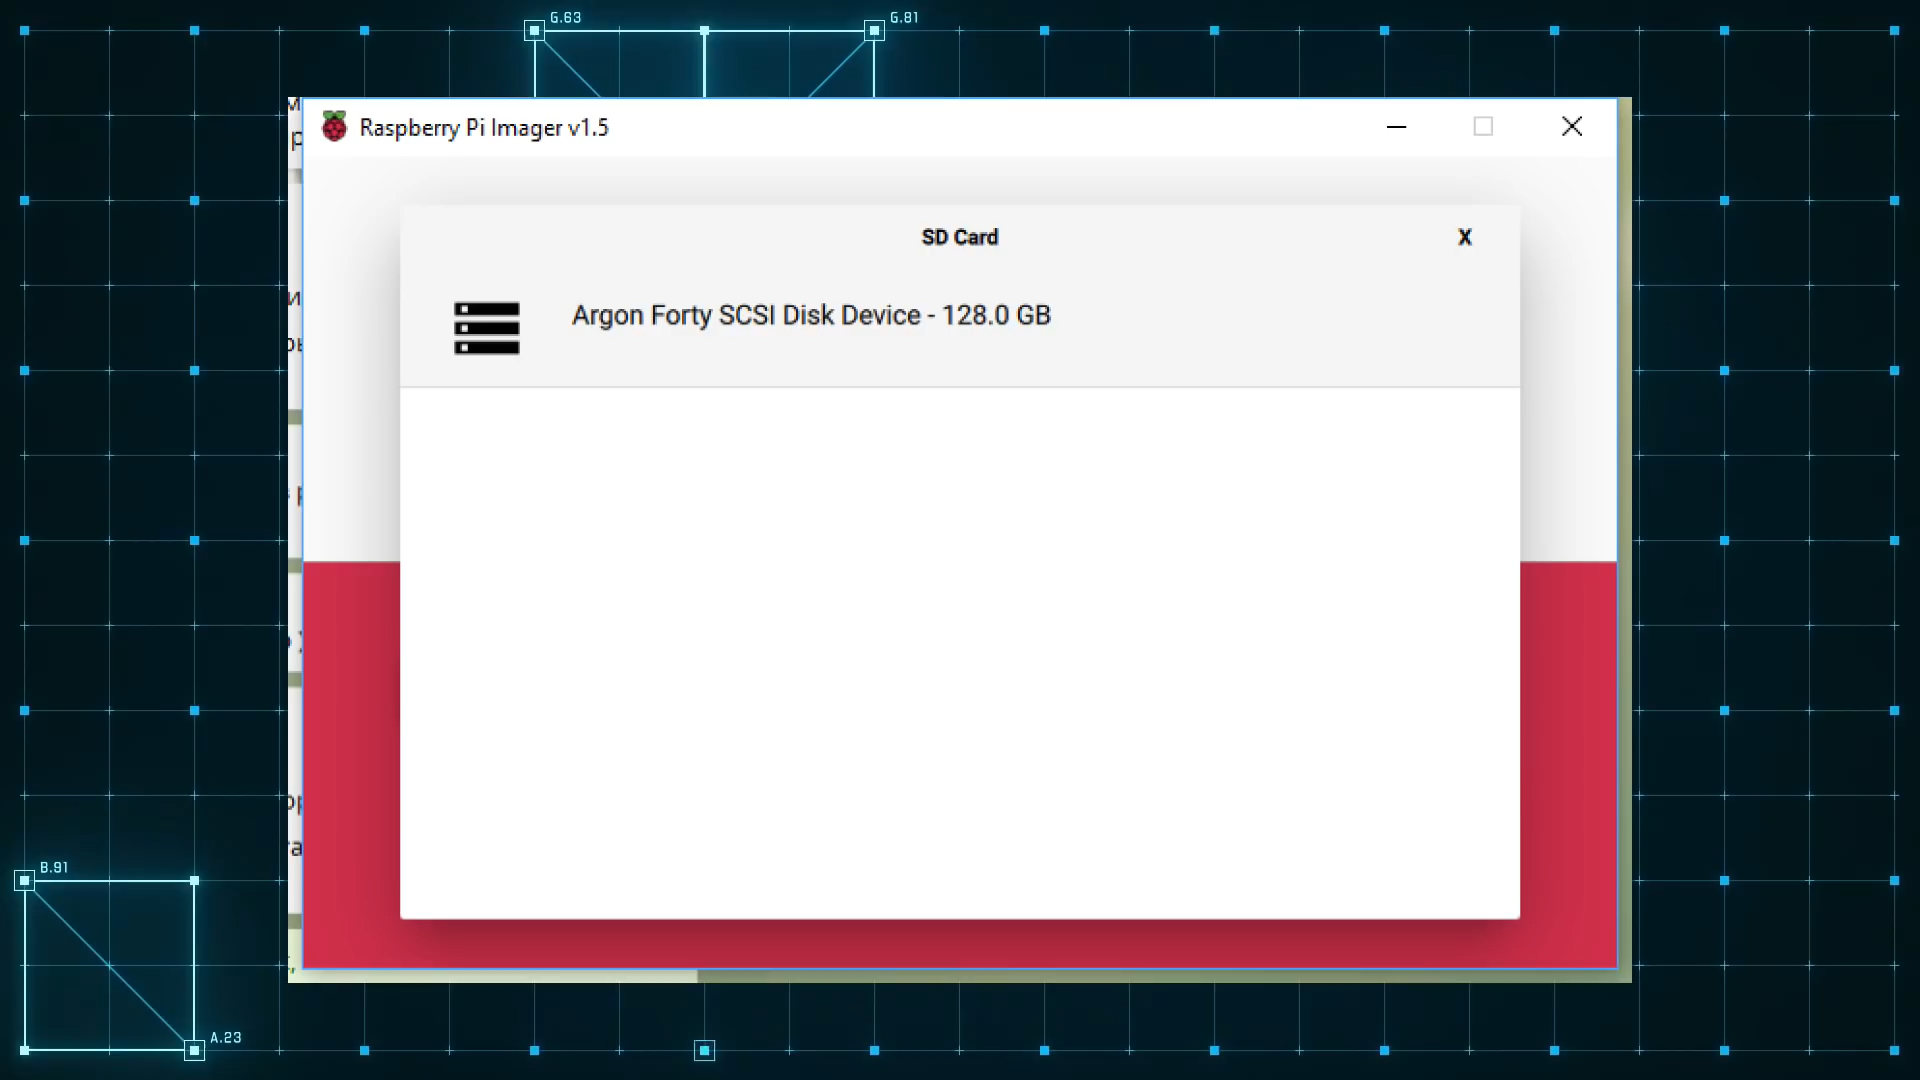 G.63
G.81
Raspberry Pi Imager v1.5
SD Card
X
Argon Forty SCSI Disk Device - 128.0 GB
B.91
A.23